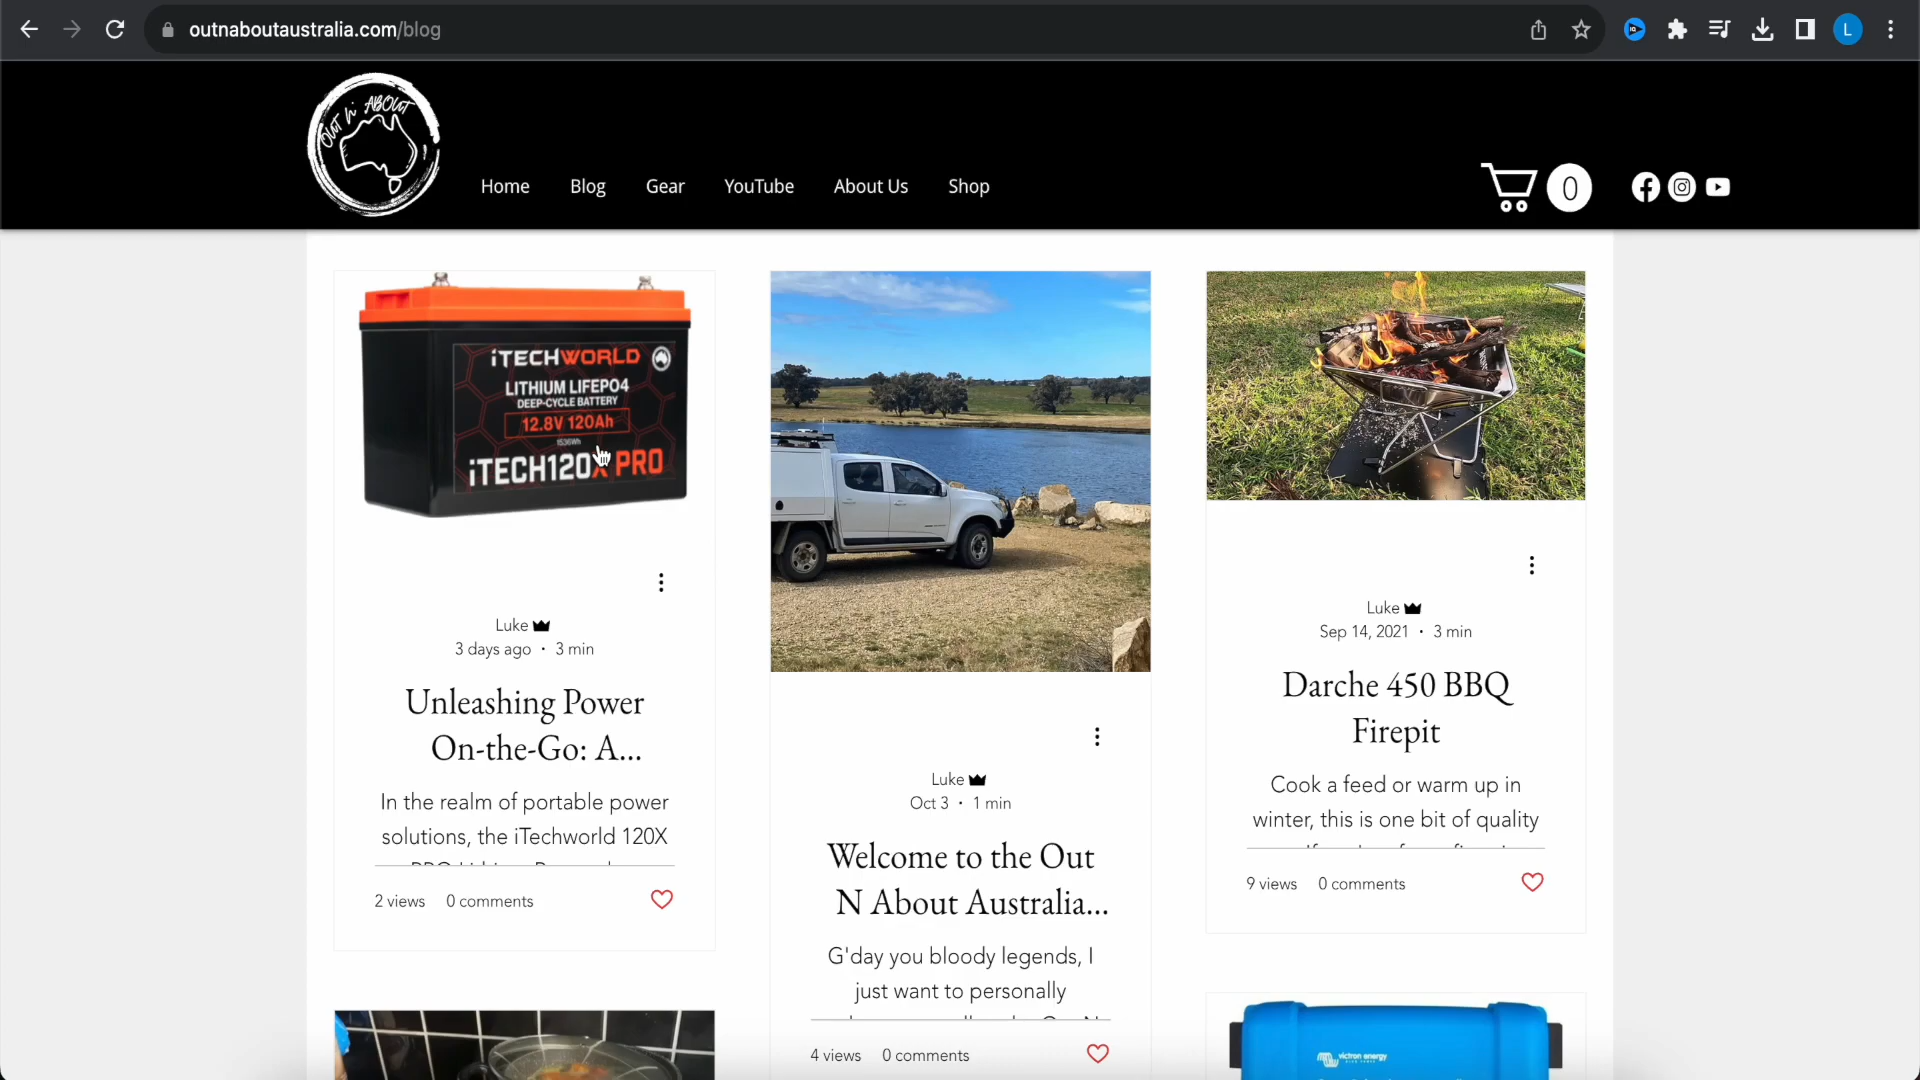 outnaboutaustralia.com/blog
L
OUT N' ABOUT
Home
Blog
Gear
YouTube
About Us
Shop
0
iTECHWORLD
LITHIUM LIFEPO4
DEEP-CYCLE BATTERY
12.8V 120Ah
1536Wh
iTECH120X PRO
Luke
3 days ago · 3 min
Unleashing Power
On-the-Go: A...
In the realm of portable power
solutions, the iTechworld 120X
2 views 0 comments
Luke
Oct 3 · 1 min
Welcome to the Out
N About Australia...
G'day you bloody legends, I
just want to personally
4 views 0 comments
Luke
Sep 14, 2021 · 3 min
Darche 450 BBQ
Firepit
Cook a feed or warm up in
winter, this is one bit of quality
9 views 0 comments
victron energy